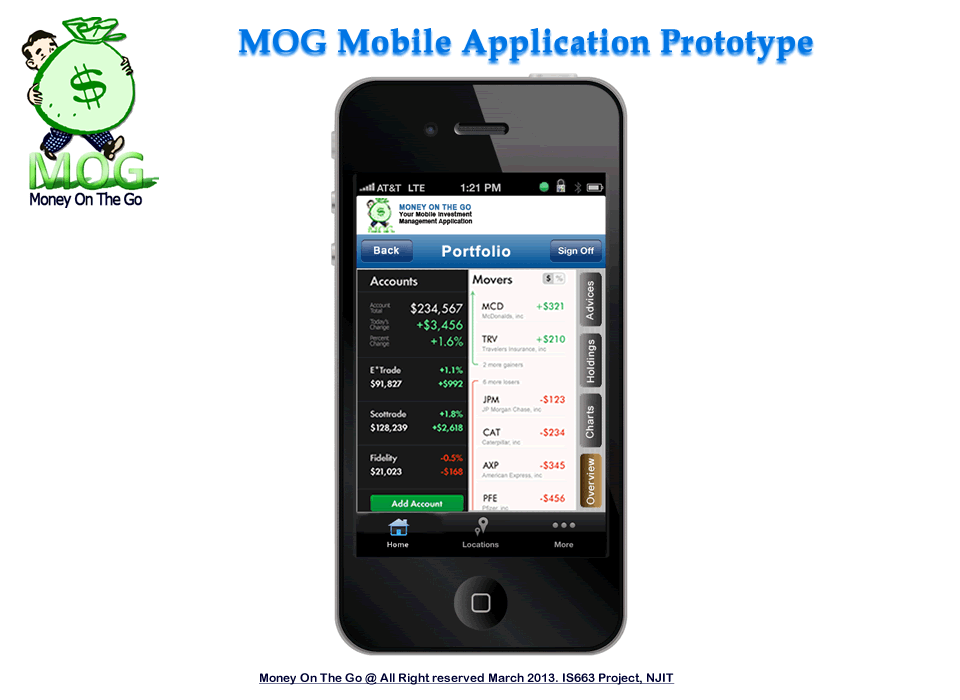 MOG Mobile Application Prototype
$
MOG
Money On The Go
AT&T LTE 1:21 PM
MONEY ON THE GO
Your Mobile Investment
Management Application
MOG
Back Portfolio Sign Off
Accounts
Account
Total $234,567
Today's
Change +$3,456
Percent
Change +1.6%
E*Trade +1.1%
$91,827 +$992
Scottrade +1.8%
$128,239 +$2,618
Fidelity -0.5%
$21,023 -$168
Add Account
Movers $ %
MCD +$321
McDonalds, inc
TRV +$210
Travelers Insurance, inc
2 more gainers
6 more losers
JPM -$123
JP Morgan Chase, inc
CAT -$234
Caterpillar, inc
AXP -$345
American Express, inc
PFE -$456
Pfizer, inc
Advices
Holdings
Charts
Overview
Home Locations More
Money On The Go @ All Right reserved March 2013. IS663 Project, NJIT